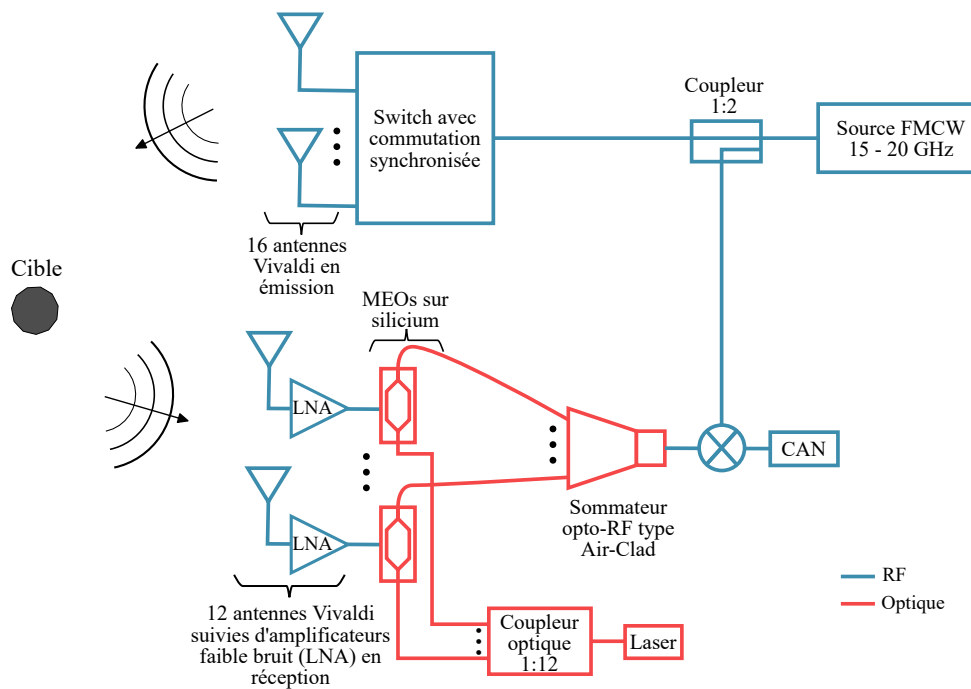 Coupleur
1:2
Switch avec
commutation
synchronisée
Source FMCW
15 - 20 GHz
16 antennes
Vivaldi en
émission
Cible
MEOs sur
silicium
LNA
CAN
LNA
Sommateur
opto-RF type
Air-Clad
RF
Optique
12 antennes Vivaldi
suivies d'amplificateurs
faible bruit (LNA) en
réception
Coupleur
optique
1:12
Laser